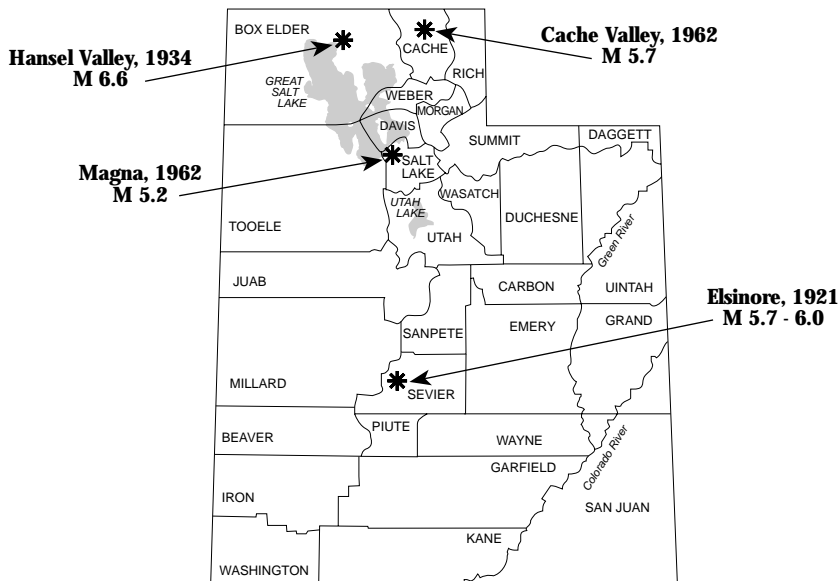 BOX ELDER
Hansel Valley, 1934
M 6.6
CACHE
Cache Valley, 1962
M 5.7
RICH
GREAT
SALT
LAKE
WEBER
MORGAN
DAVIS
SUMMIT
DAGGETT
Magna, 1962
M 5.2
SALT
LAKE
WASATCH
UTAH
LAKE
DUCHESNE
TOOELE
UTAH
Green River
JUAB
CARBON
UINTAH
Elsinore, 1921
M 5.7 - 6.0
SANPETE
EMERY
GRAND
MILLARD
SEVIER
PIUTE
BEAVER
WAYNE
Colorado River
GARFIELD
IRON
SAN JUAN
KANE
WASHINGTON